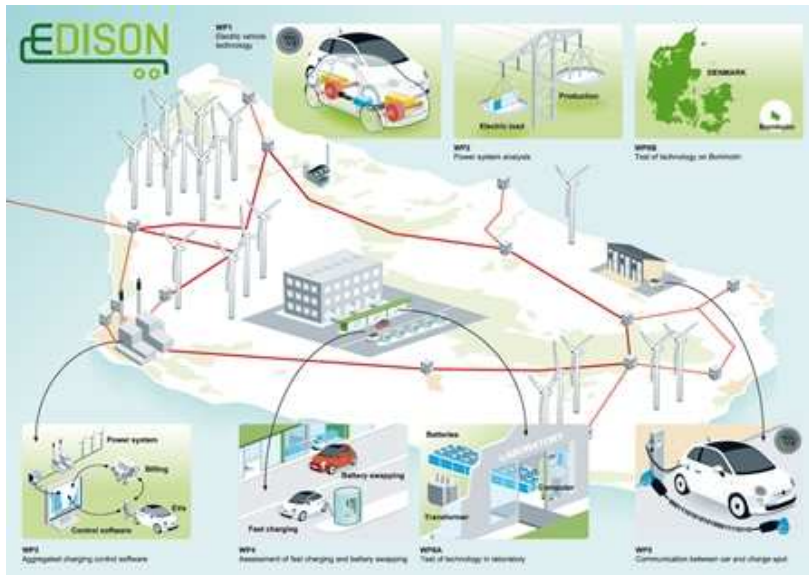 EDISON
WP1
Electric vehicle
technology
Electric load
Production
WP2
Power system analysis
DENMARK
Bornholm
Test of technology on Bornholm
Power system
Billing
EVs
Control software
WP3
Aggregated charging control software
Battery swapping
Fast charging
WP4
Assessment of fast charging and battery swapping
Batteries
LABORATORY
Computer
Transformer
WP6A
Test of technology in laboratory
WP5
Communication between car and charge spot